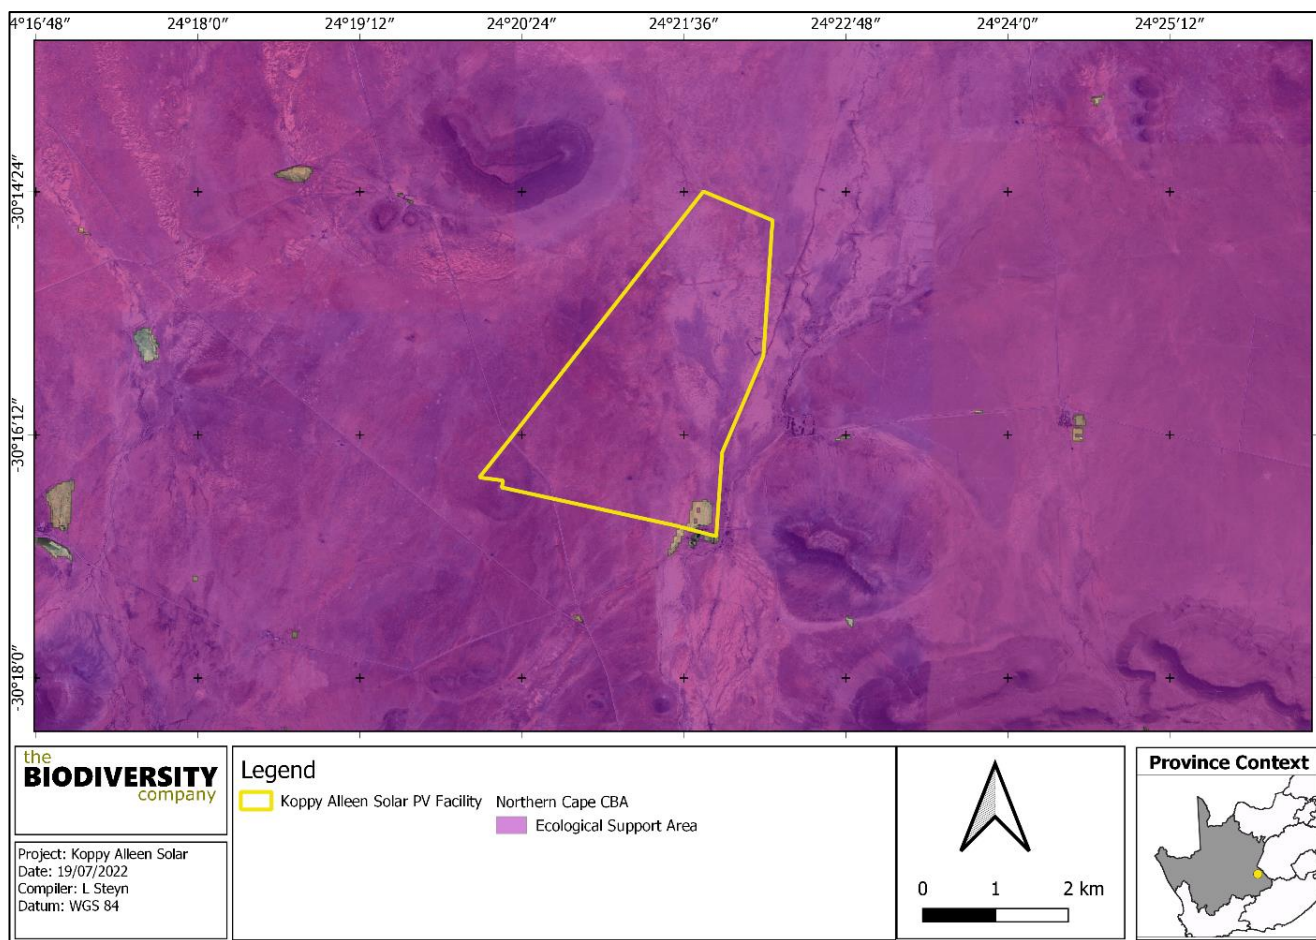 4°16′48″ 24°18′0″ 24°19′12″ 24°20′24″ 24°21′36″ 24°22′48″ 24°24′0″ 24°25′12″
-30°14′24″
-30°16′12″
-30°18′0″
the
BIODIVERSITY
company
Project: Koppy Alleen Solar
Date: 19/07/2022
Compiler: L Steyn
Datum: WGS 84
Legend
Koppy Alleen Solar PV Facility
Northern Cape CBA
Ecological Support Area
0 1 2 km
Province Context